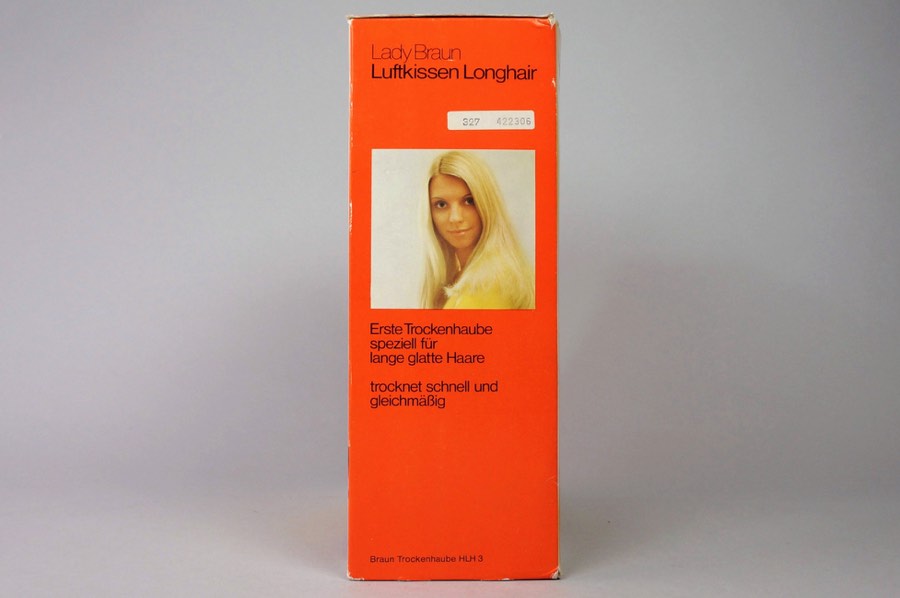 Lady Braun
Luftkissen Longhair
327 422306
Erste Trockenhaube
speziell für
lange glatte Haare
trocknet schnell und
gleichmäßig
Braun Trockenhaube HLH 3